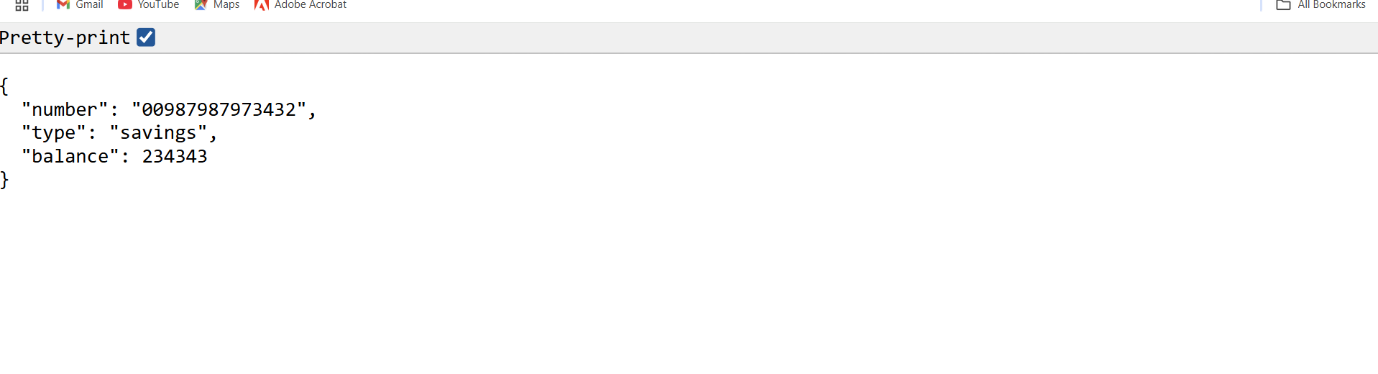 Gmail YouTube Maps Adobe Acrobat All Bookmarks
Pretty-print
{
  "number": "00987987973432",
  "type": "savings",
  "balance": 234343
}